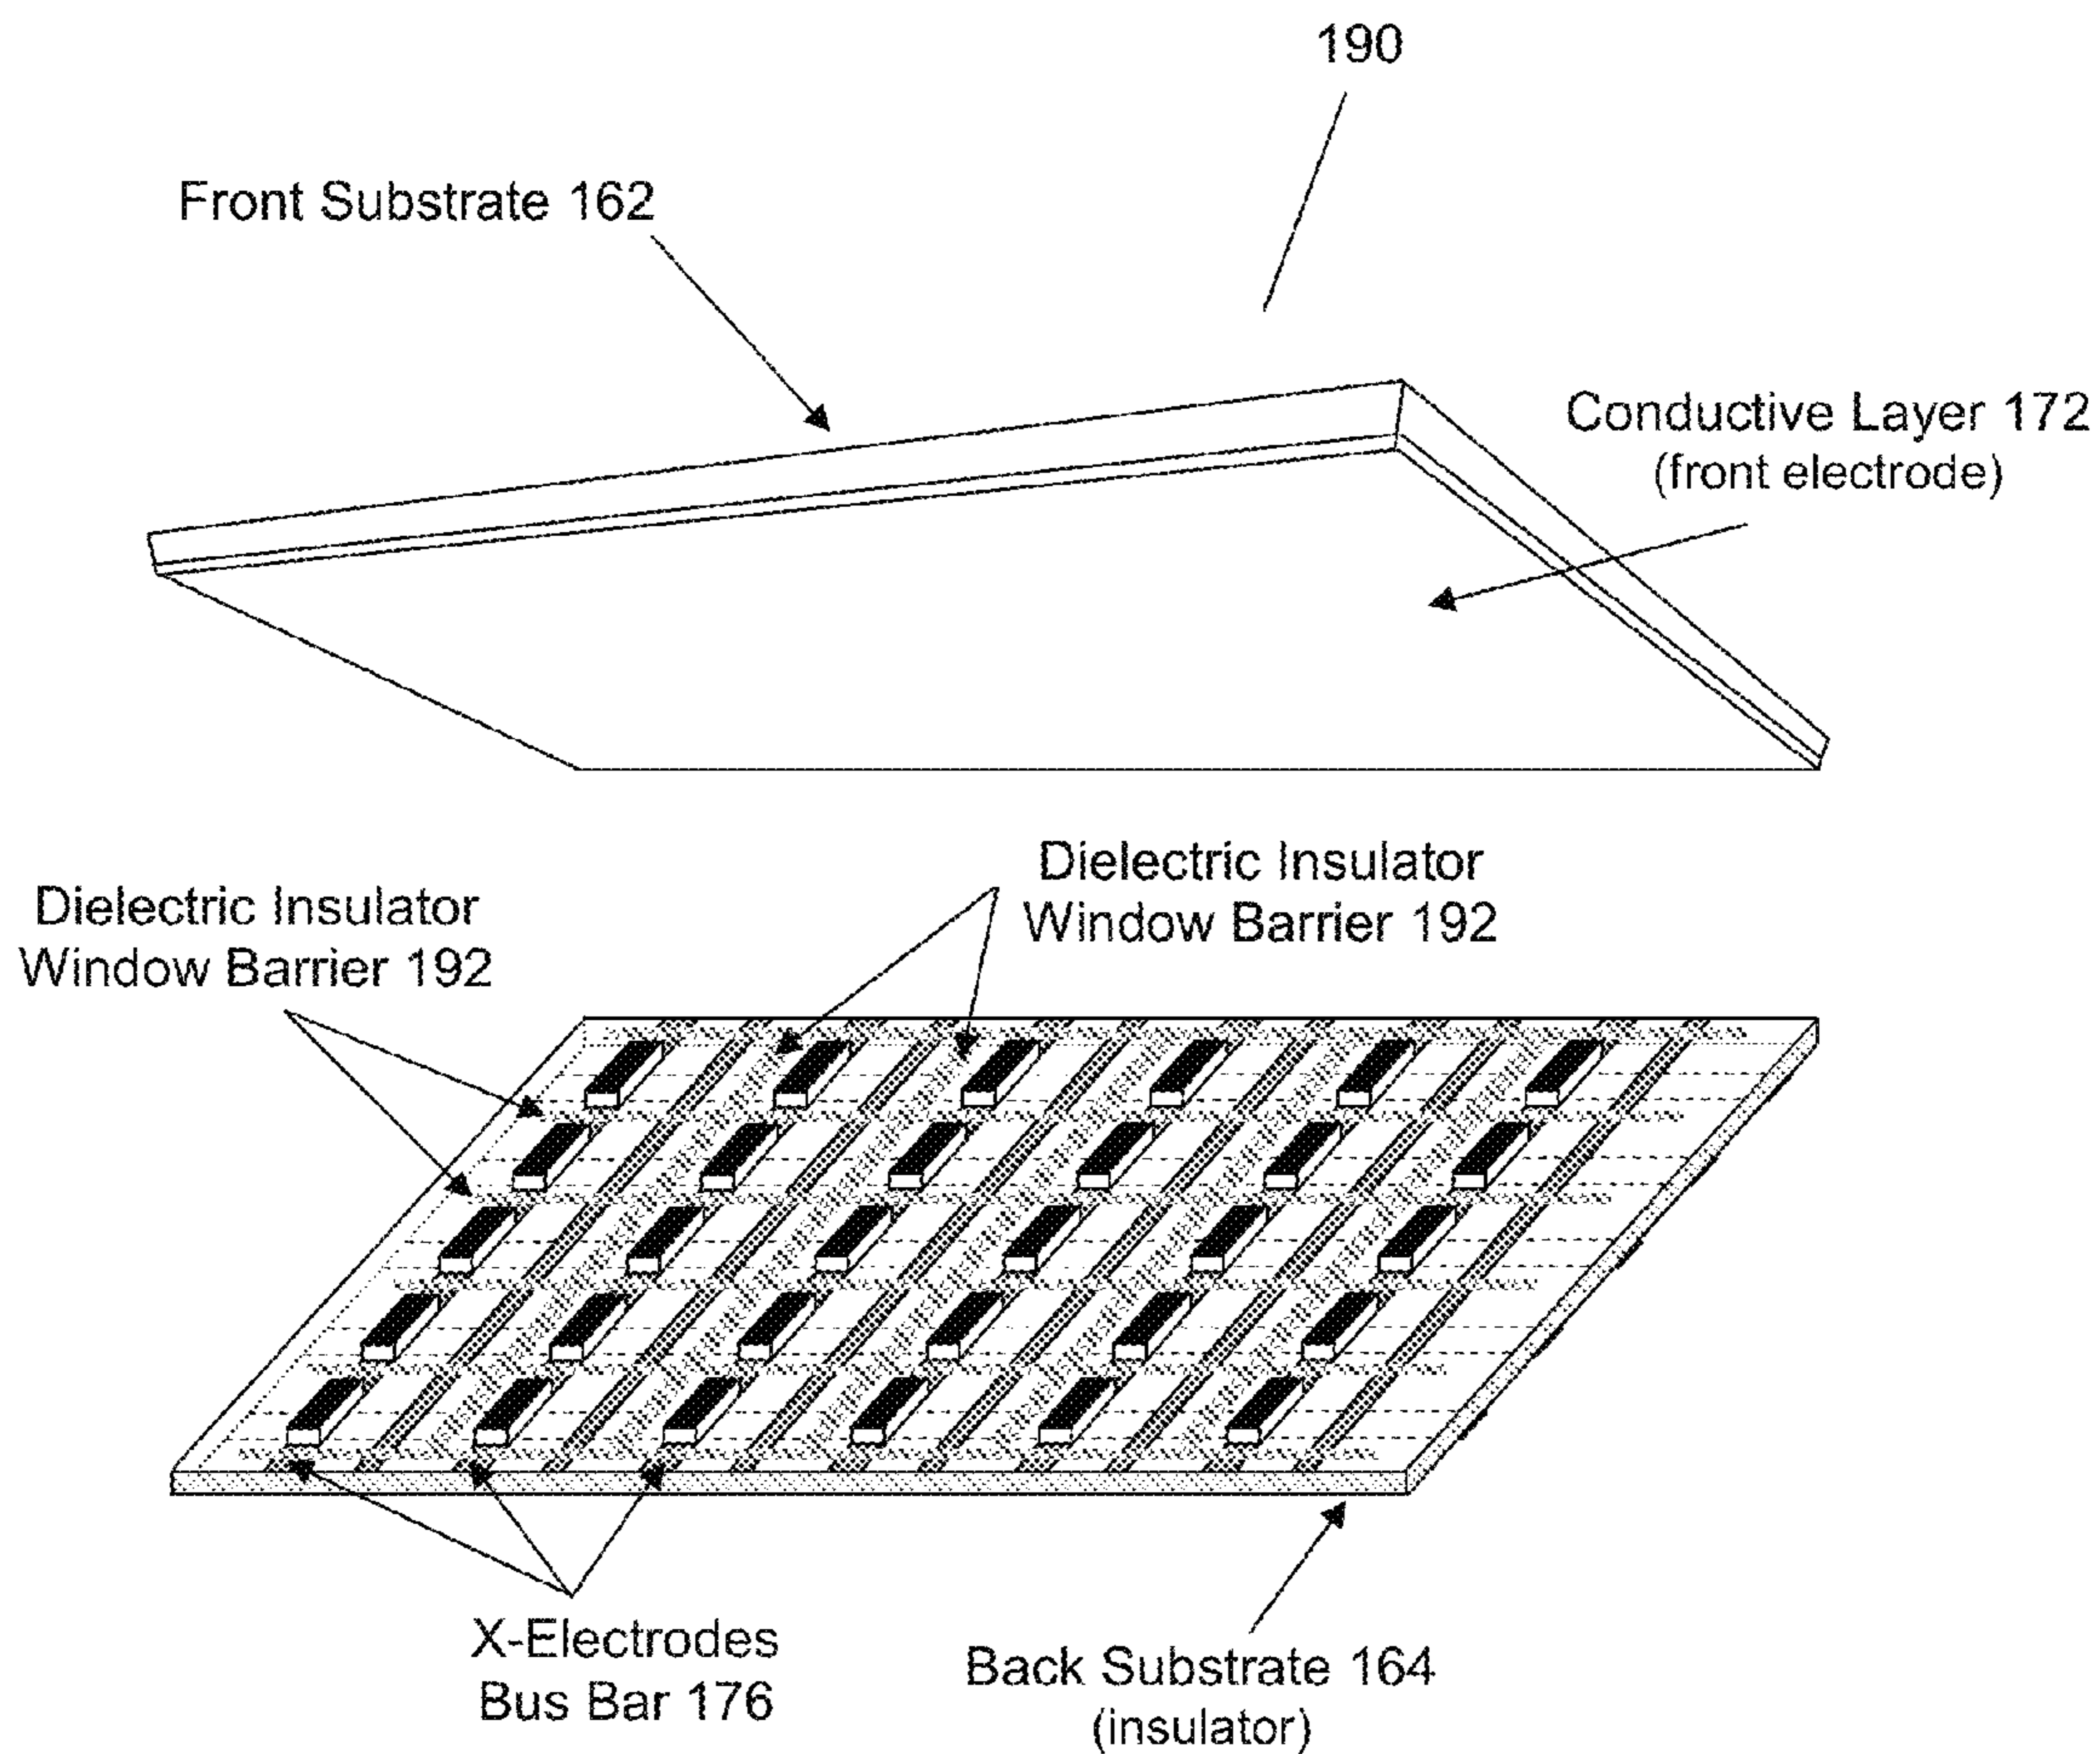 190
Front Substrate 162
Conductive Layer 172
(front electrode)
Dielectric Insulator
Window Barrier 192
Dielectric Insulator
Window Barrier 192
X-Electrodes
Bus Bar 176
Back Substrate 164
(insulator)